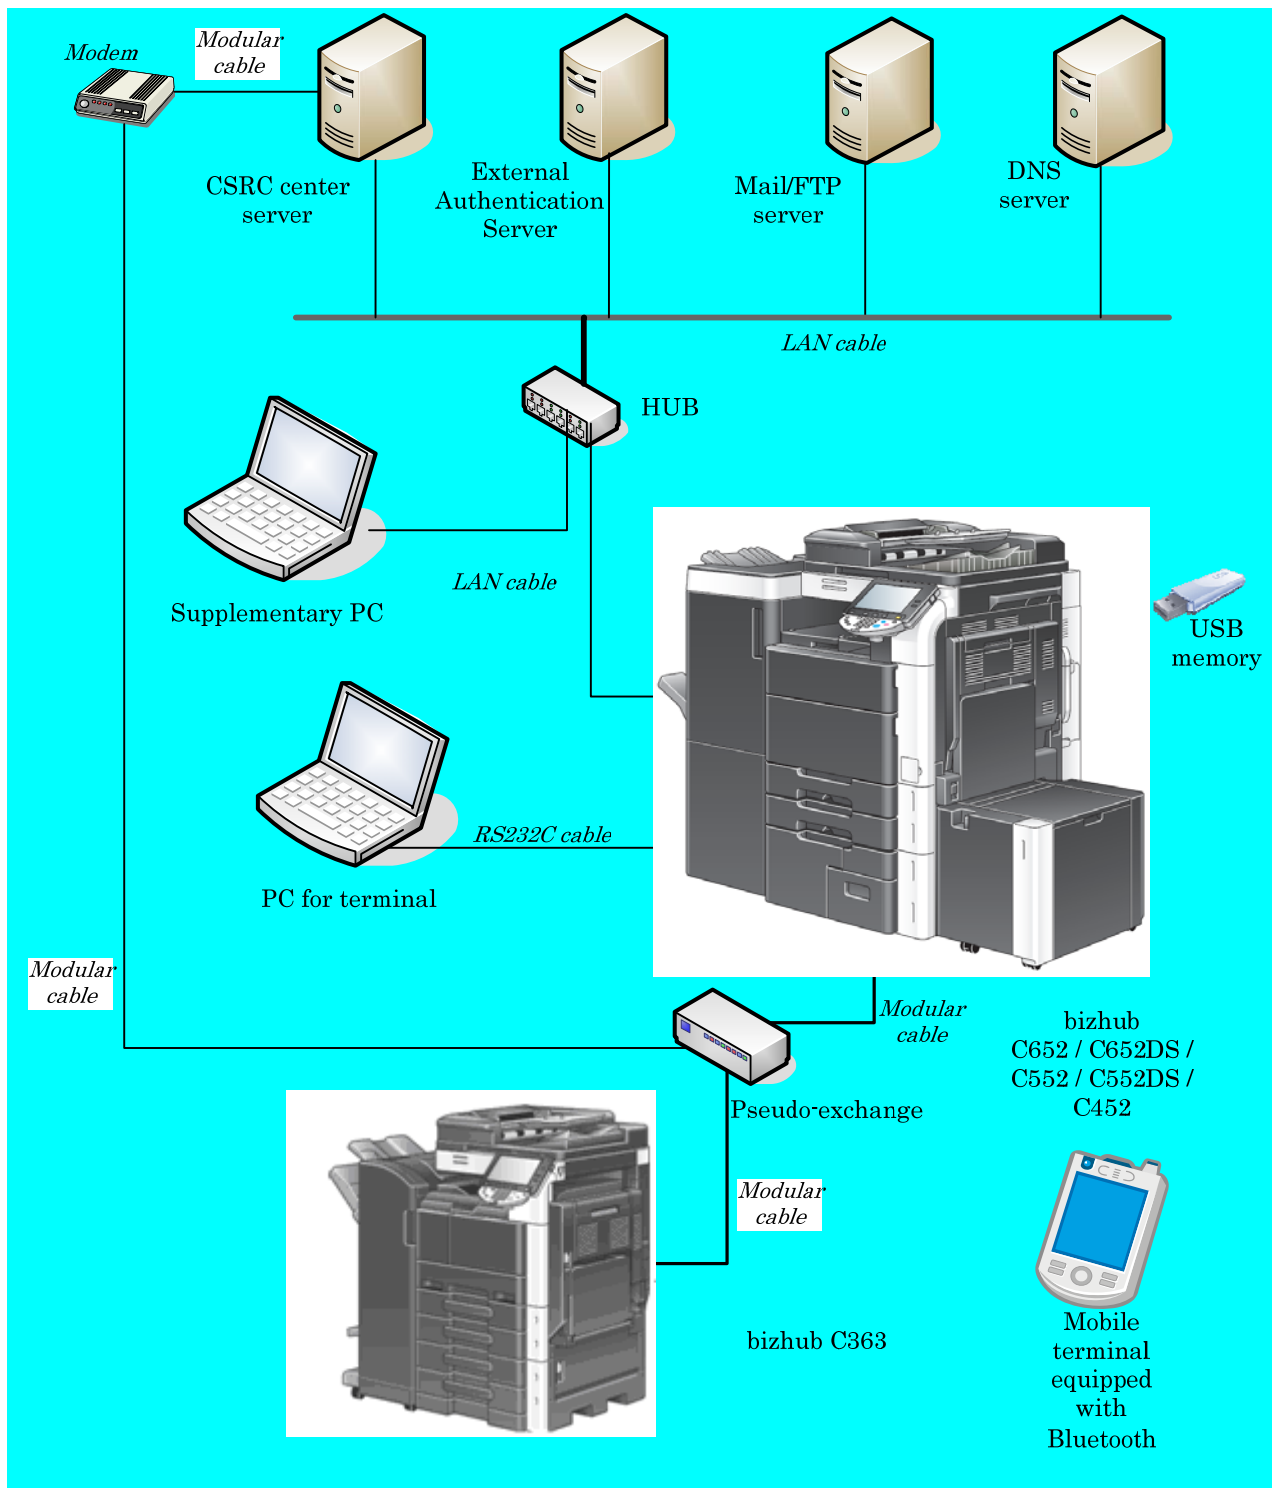 Modem
Modular
cable
CSRC center
server
External
Authentication
Server
Mail/FTP
server
DNS
server
LAN cable
HUB
LAN cable
Supplementary PC
USB
memory
RS232C cable
PC for terminal
Modular
cable
Modular
cable
bizhub
C652 / C652DS /
C552 / C552DS /
C452
Pseudo-exchange
Modular
cable
bizhub C363
Mobile
terminal
equipped
with
Bluetooth